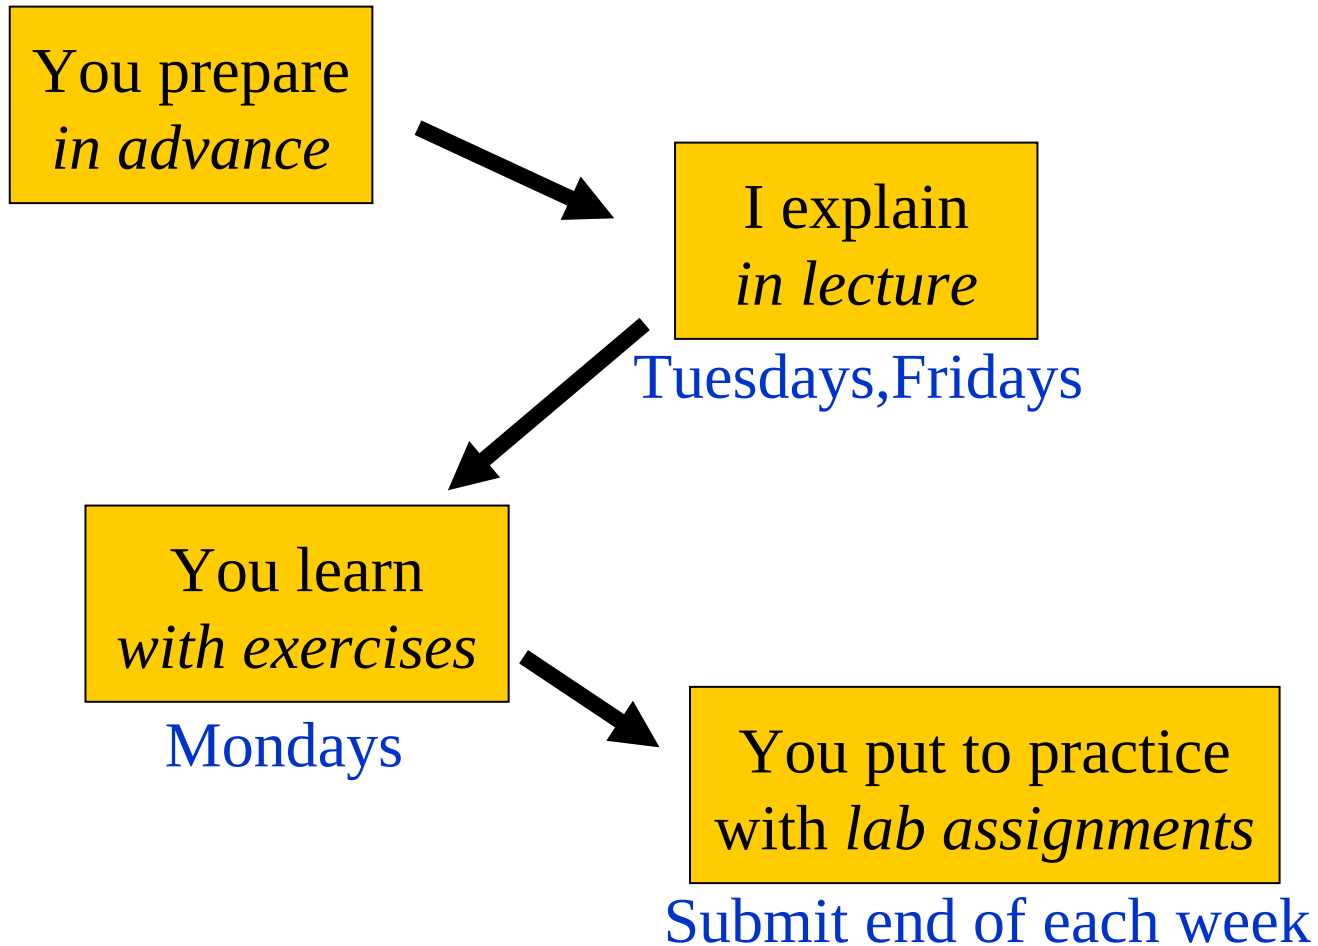 You prepare
in advance
I explain
in lecture
Tuesdays,Fridays
You learn
with exercises
Mondays
You put to practice
with lab assignments
Submit end of each week